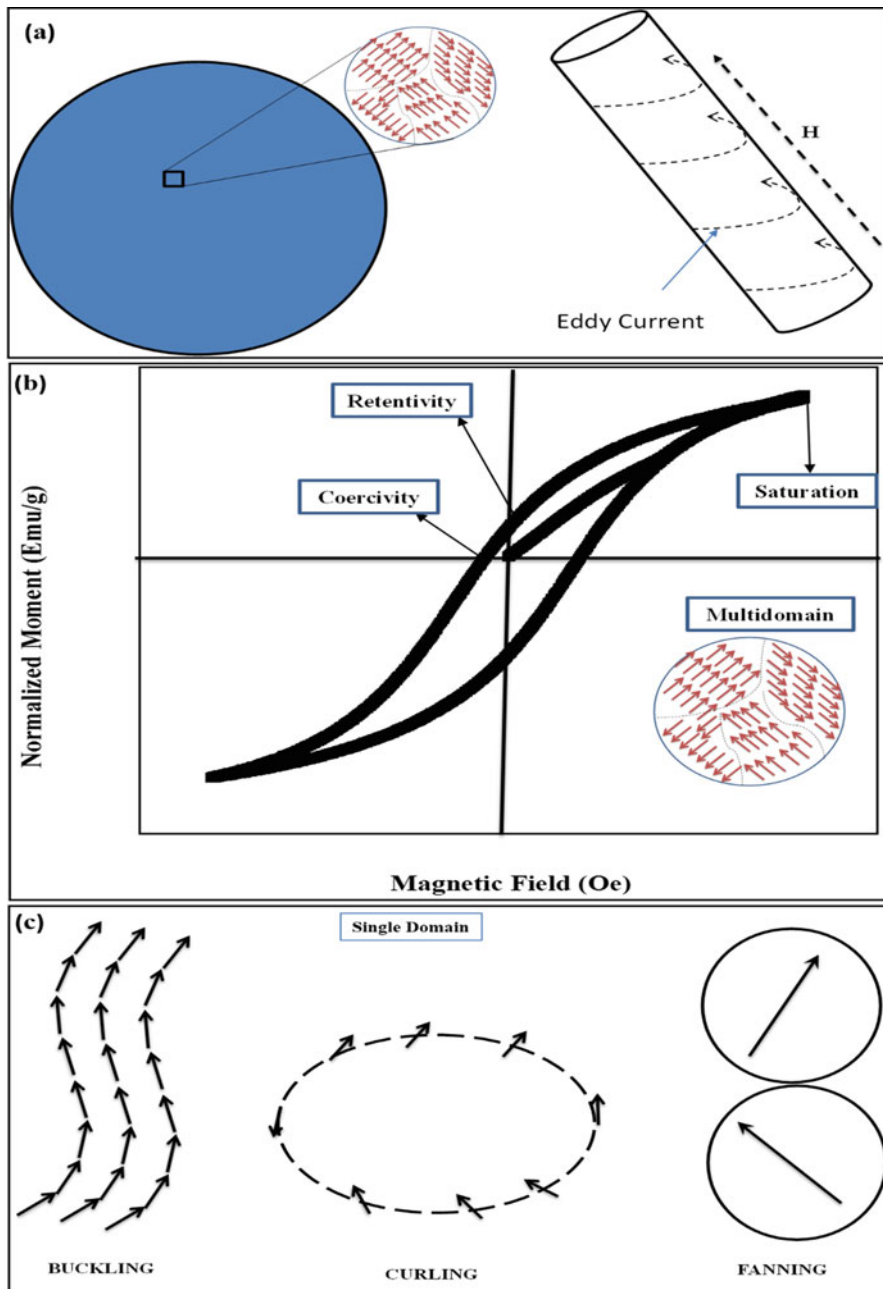 (a)
H
Eddy Current
(b)
Retentivity
Coercivity
Saturation
Multidomain
Normalized Moment (Emu/g)
Magnetic Field (Oe)
(c)
Single Domain
BUCKLING
CURLING
FANNING